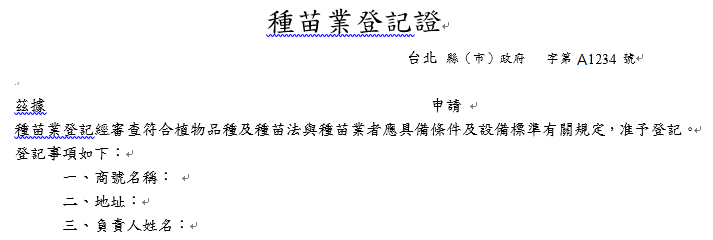 種苗業登記證
台北 縣（市）政府 字第 A1234 號
茲據 申請
種苗業登記經審查符合植物品種及種苗法與種苗業者應具備條件及設備標準有關規定，准予登記。
登記事項如下：
一、商號名稱：
二、地址：
三、負責人姓名：